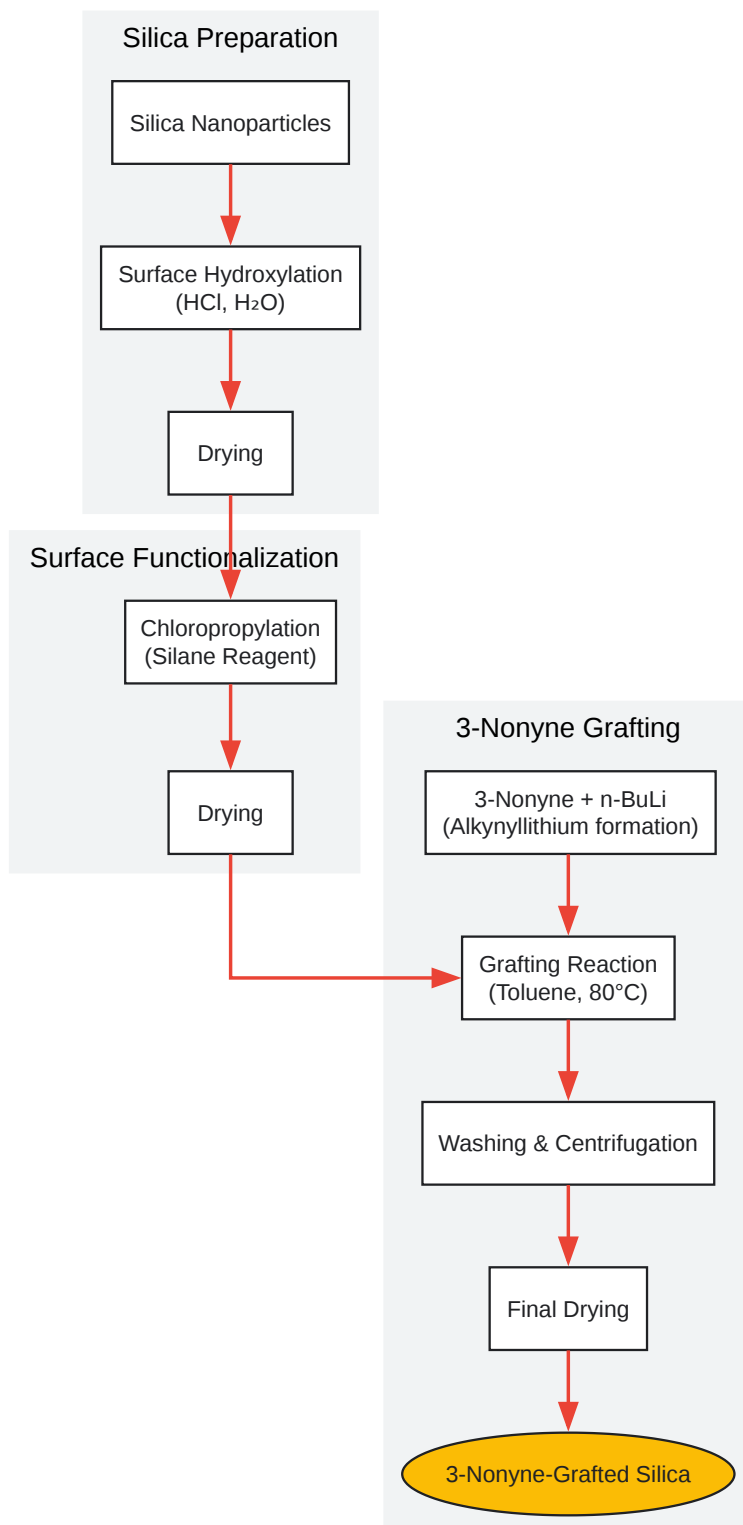 Silica Preparation
Silica Nanoparticles
Surface Hydroxylation
(HCl, H₂O)
Drying
Surface Functionalization
Chloropropylation
(Silane Reagent)
Drying
3-Nonyne Grafting
3-Nonyne + n-BuLi
(Alkynyllithium formation)
Grafting Reaction
(Toluene, 80°C)
Washing & Centrifugation
Final Drying
3-Nonyne-Grafted Silica